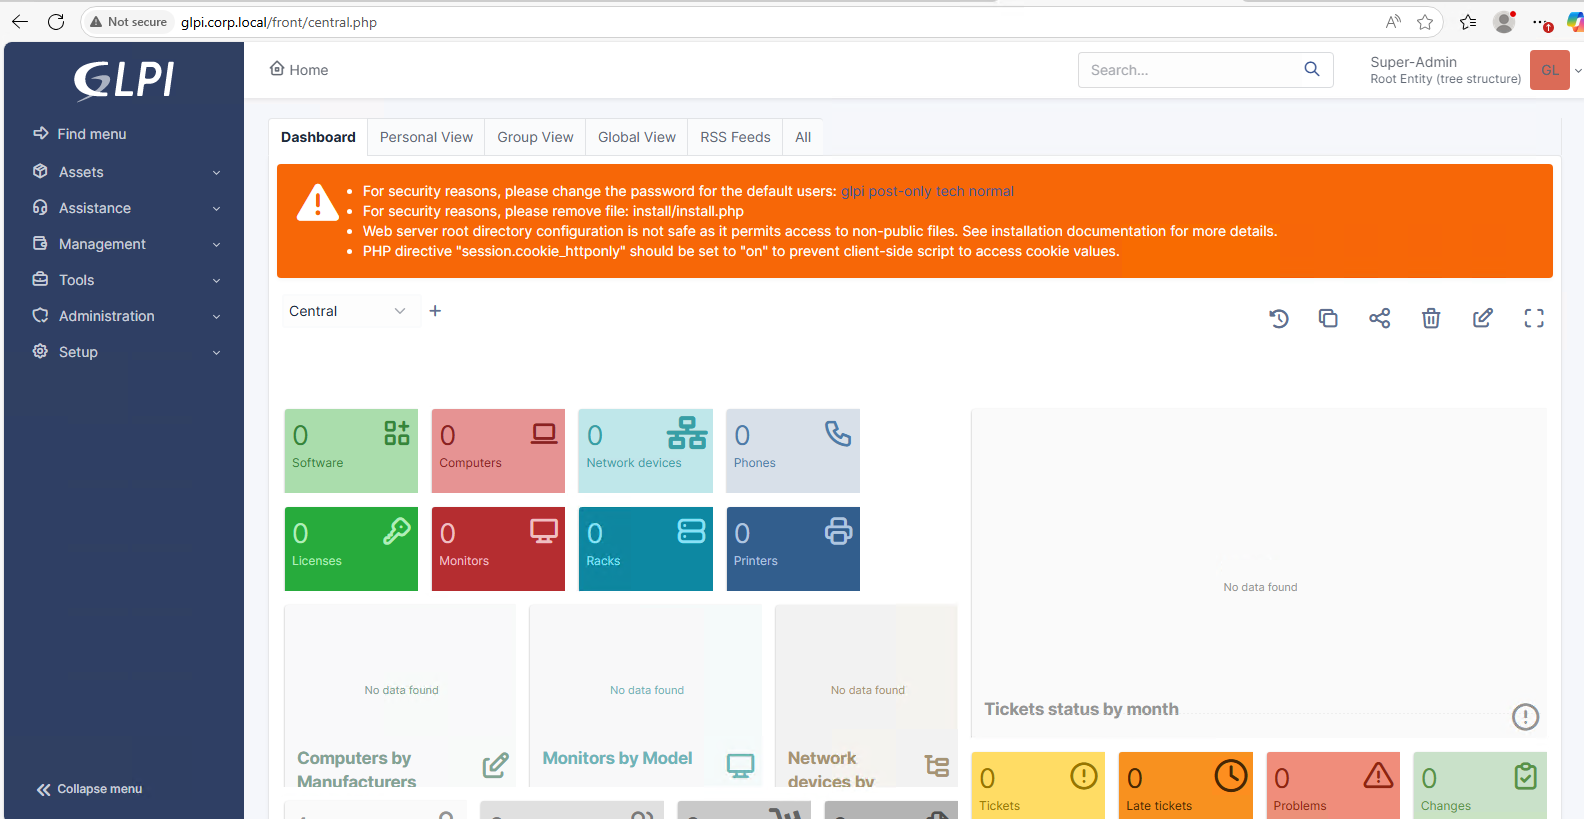 Not secure glpi.corp.local/front/central.php
GLPI
Home
Search...
Super-Admin
Root Entity (tree structure)
GL
Find menu
Assets
Assistance
Management
Tools
Administration
Setup
Collapse menu
Dashboard Personal View Group View Global View RSS Feeds All
For security reasons, please change the password for the default users: glpi post-only tech normal
For security reasons, please remove file: install/install.php
Web server root directory configuration is not safe as it permits access to non-public files. See installation documentation for more details.
PHP directive "session.cookie_httponly" should be set to "on" to prevent client-side script to access cookie values.
Central
0
Software
0
Computers
0
Network devices
0
Phones
0
Licenses
0
Monitors
0
Racks
0
Printers
No data found
Computers by
Manufacturers
No data found
Monitors by Model
No data found
Network
devices by
No data found
Tickets status by month
0
Tickets
0
Late tickets
0
Problems
0
Changes